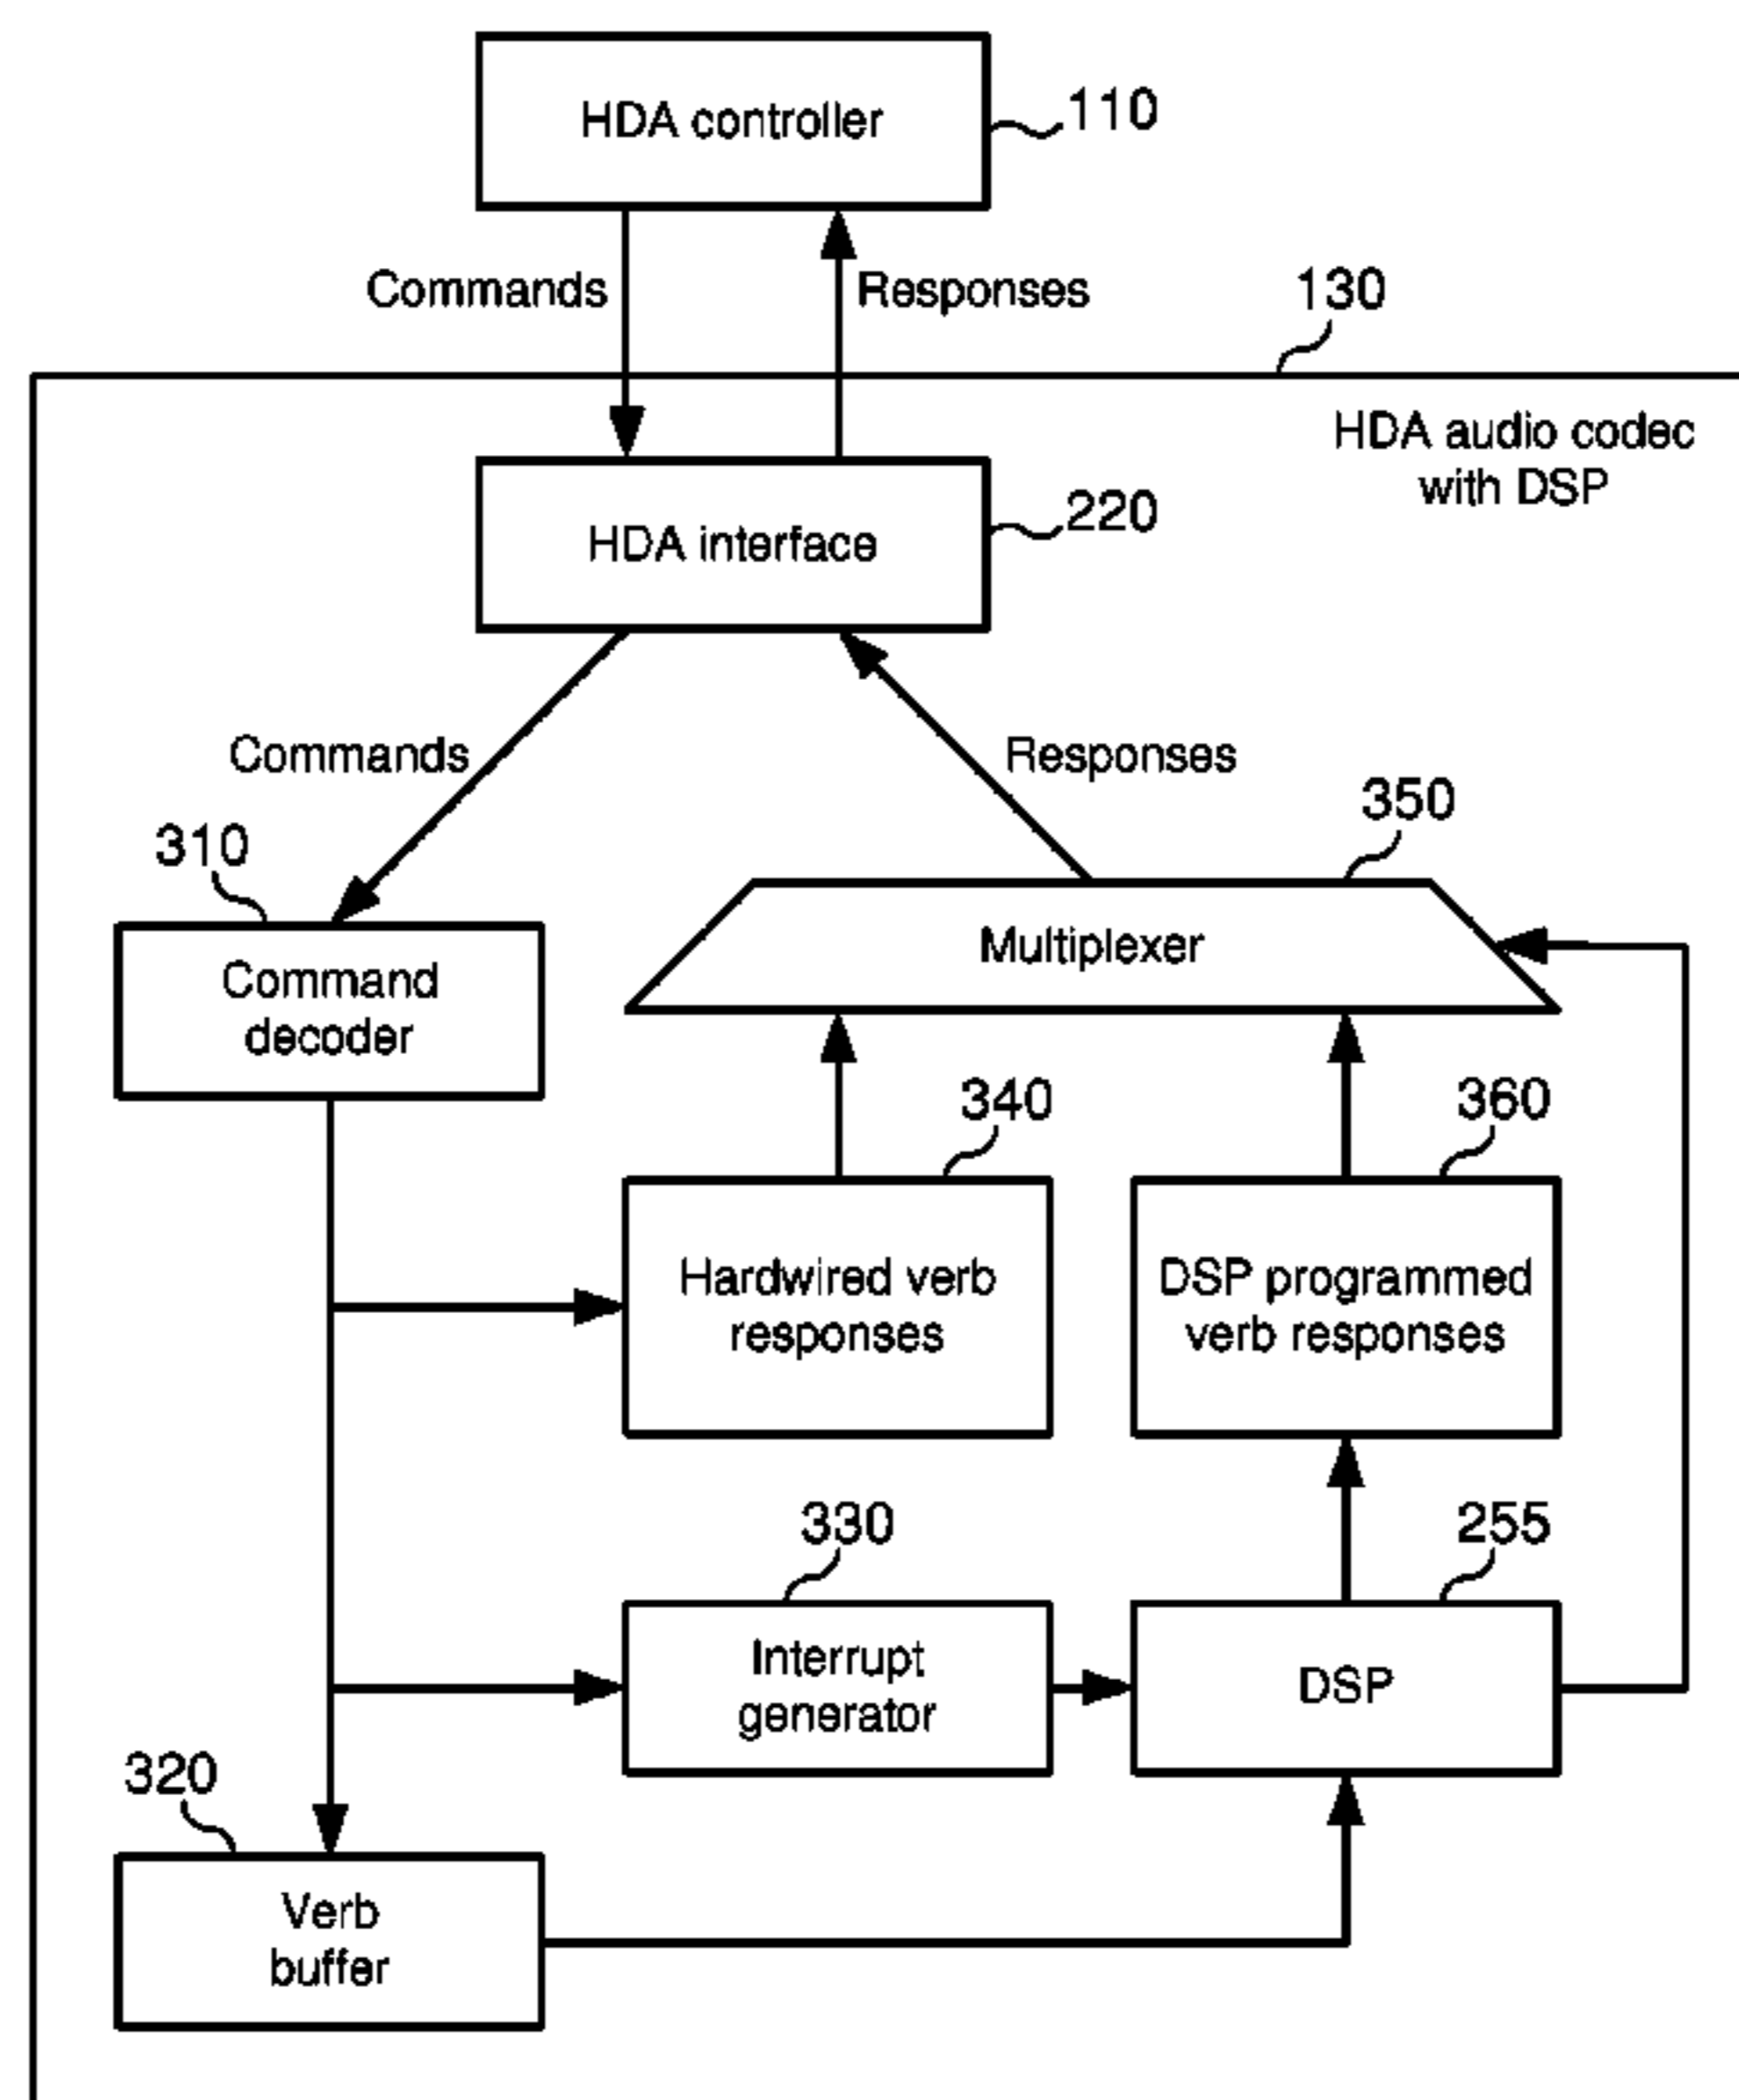 HDA controller
110
Commands
Responses
130
HDA audio codec
with DSP
HDA interface
220
Commands
Responses
350
310
Multiplexer
Command
decoder
340
360
Hardwired verb
responses
DSP programmed
verb responses
330
255
Interrupt
generator
DSP
320
Verb
buffer